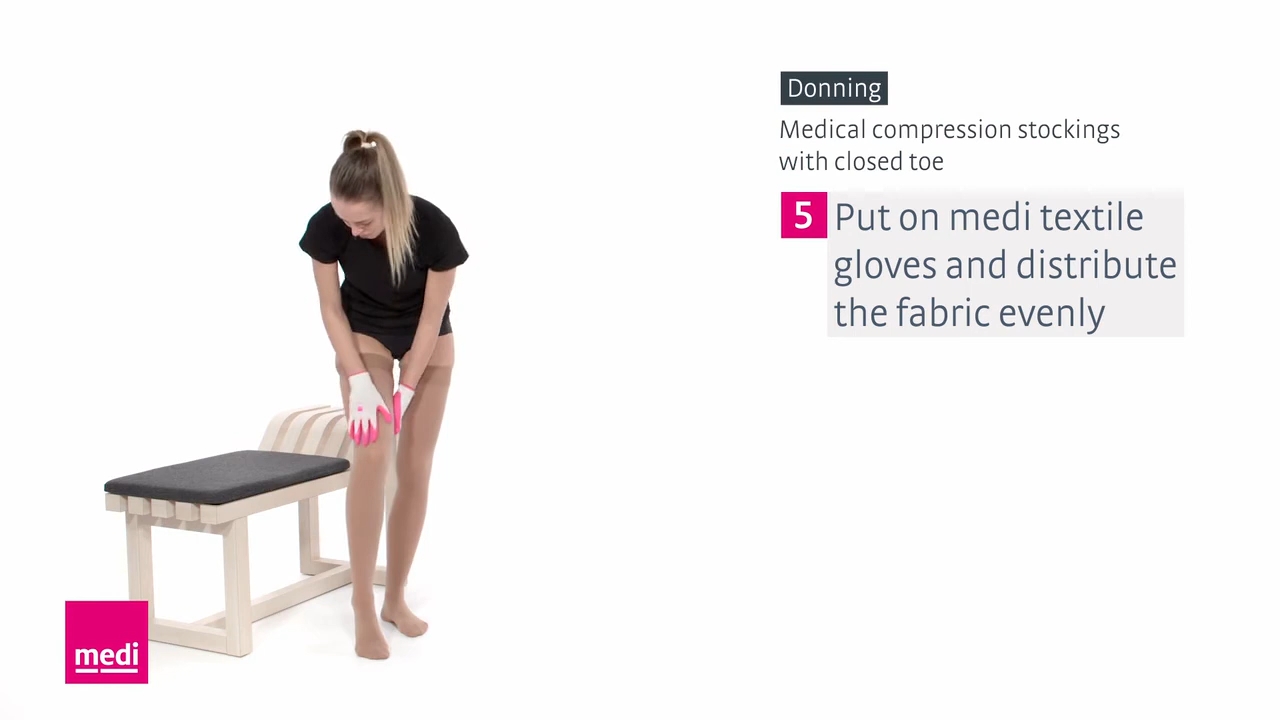 Donning
Medical compression stockings
with closed toe
5 Put on medi textile
gloves and distribute
the fabric evenly
medi